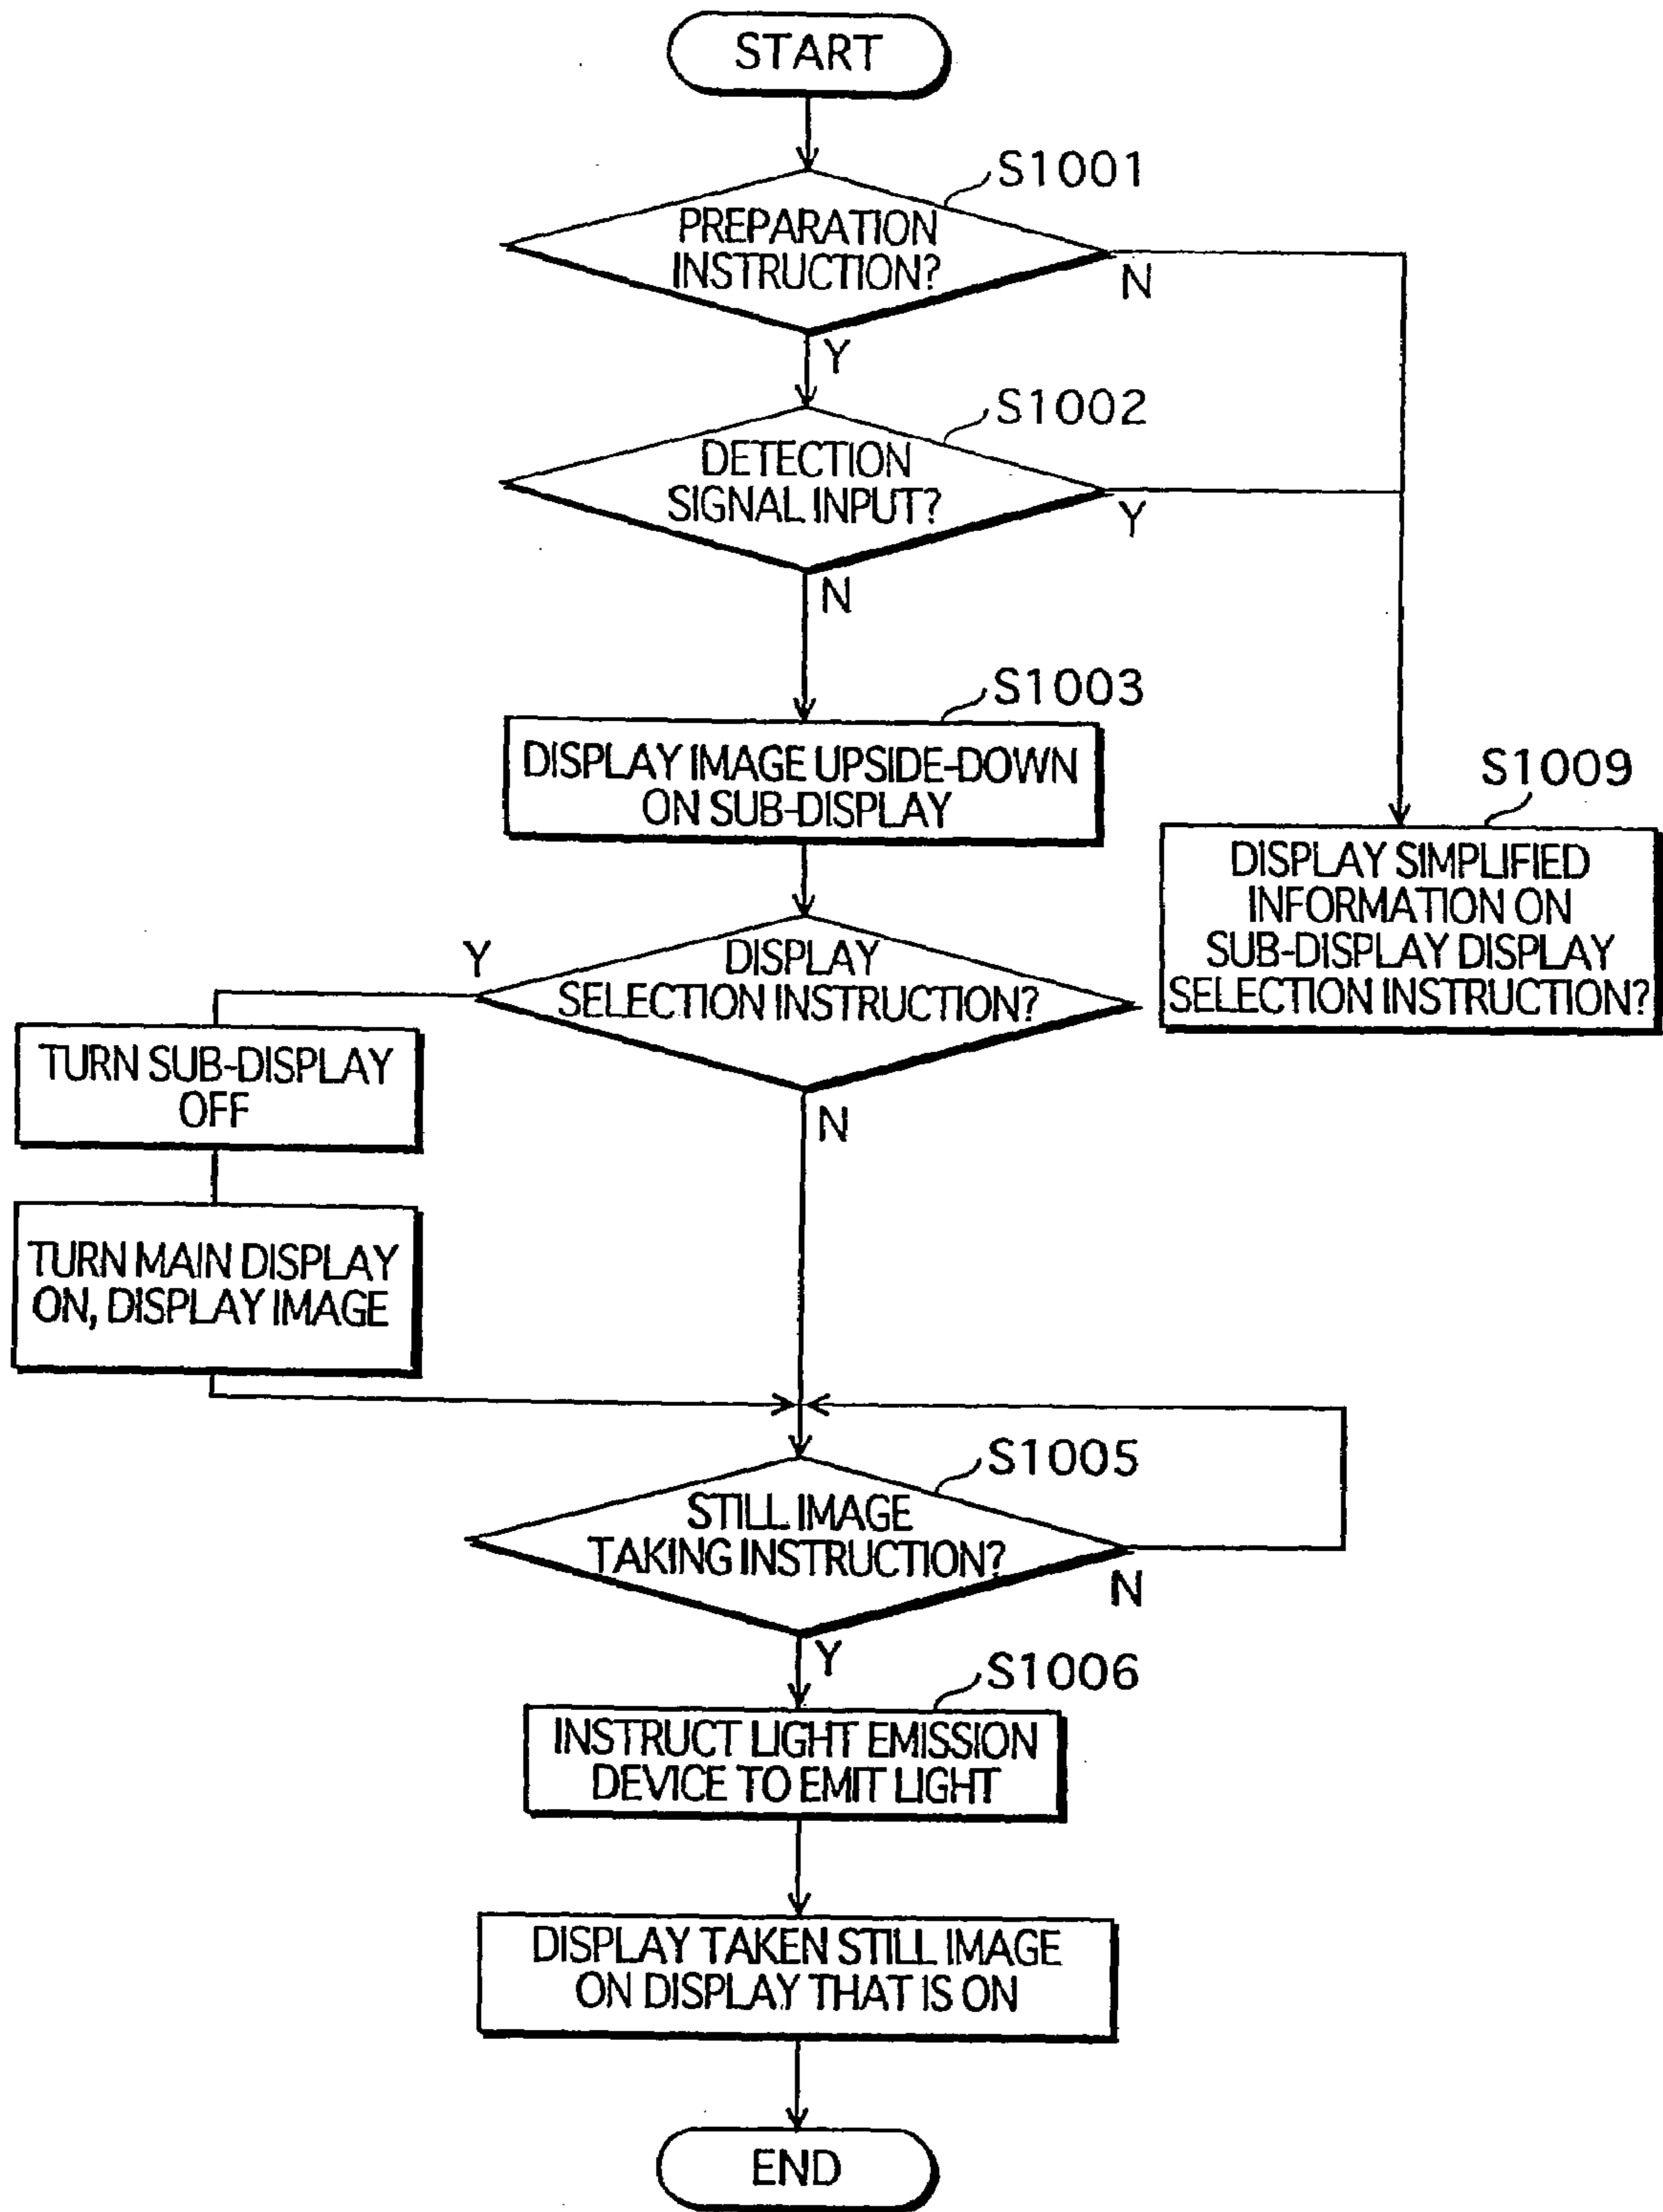 START
S1001
PREPARATION
INSTRUCTION?
N
Y
S1002
DETECTION
SIGNAL INPUT?
Y
N
S1003
DISPLAY IMAGE UPSIDE-DOWN
ON SUB-DISPLAY
S1009
DISPLAY SIMPLIFIED
INFORMATION ON
SUB-DISPLAY DISPLAY
SELECTION INSTRUCTION?
Y
DISPLAY
SELECTION INSTRUCTION?
N
TURN SUB-DISPLAY
OFF
TURN MAIN DISPLAY
ON, DISPLAY IMAGE
S1005
STILL IMAGE
TAKING INSTRUCTION?
N
Y
S1006
INSTRUCT LIGHT EMISSION
DEVICE TO EMIT LIGHT
DISPLAY TAKEN STILL IMAGE
ON DISPLAY THAT IS ON
END